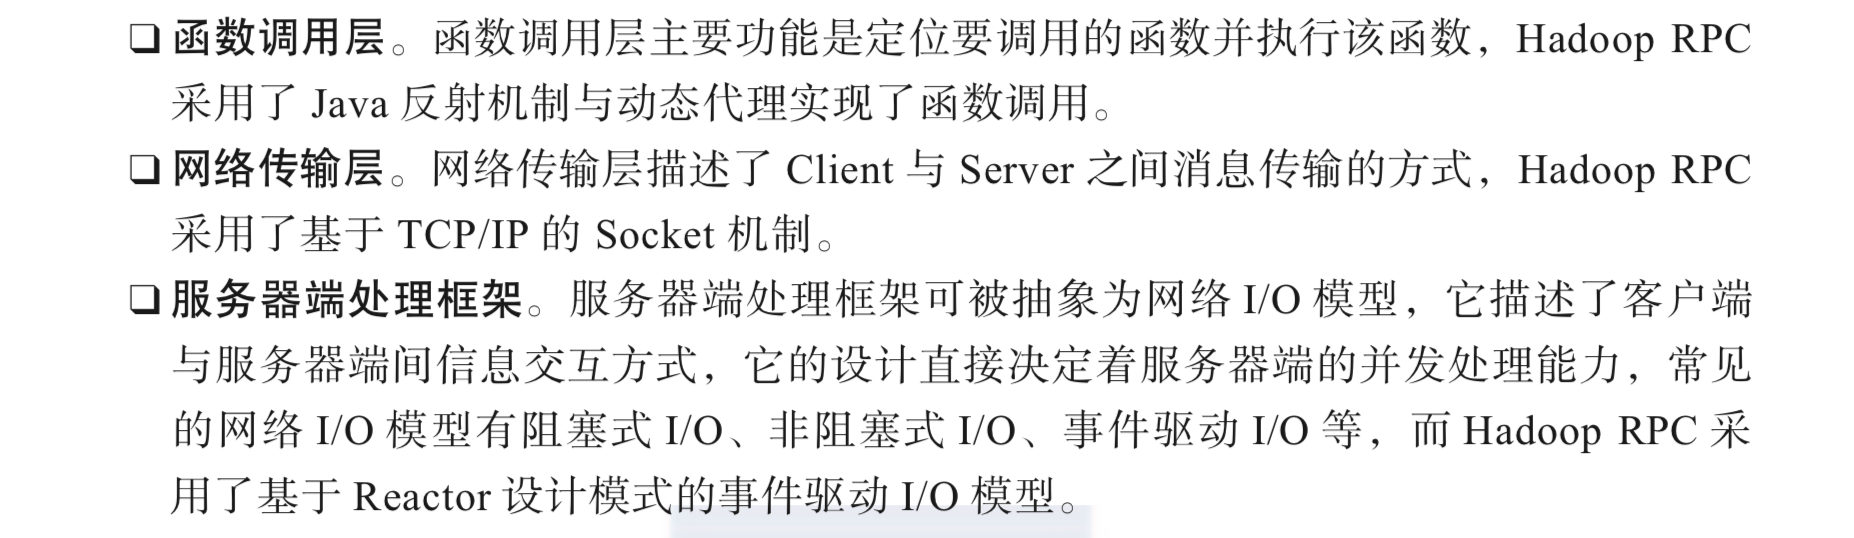 ❑ 函数调用层。函数调用层主要功能是定位要调用的函数并执行该函数，Hadoop RPC
采用了 Java 反射机制与动态代理实现了函数调用。
❑ 网络传输层。网络传输层描述了 Client 与 Server 之间消息传输的方式，Hadoop RPC
采用了基于 TCP/IP 的 Socket 机制。
❑ 服务器端处理框架。服务器端处理框架可被抽象为网络 I/O 模型，它描述了客户端
与服务器端间信息交互方式，它的设计直接决定着服务器端的并发处理能力，常见
的网络 I/O 模型有阻塞式 I/O、非阻塞式 I/O、事件驱动 I/O 等，而 Hadoop RPC 采
用了基于 Reactor 设计模式的事件驱动 I/O 模型。